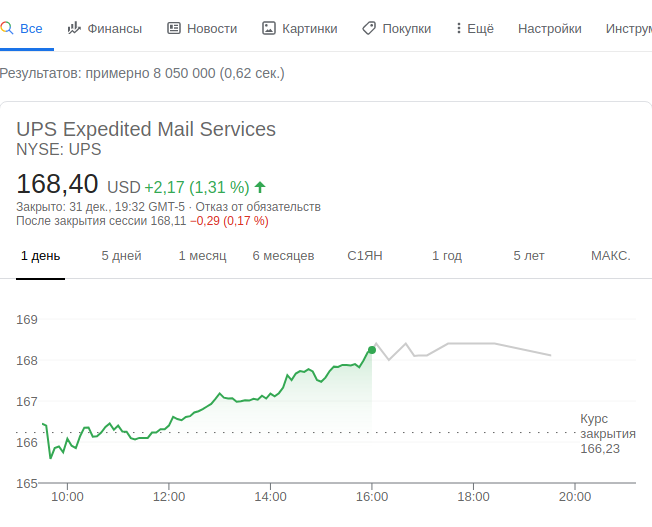 Все Финансы Новости Картинки Покупки Ещё Настройки Инструм
Результатов: примерно 8 050 000 (0,62 сек.)
UPS Expedited Mail Services
NYSE: UPS
168,40 USD +2,17 (1,31 %)
Закрыто: 31 дек., 19:32 GMT-5 · Отказ от обязательств
После закрытия сессии 168,11 −0,29 (0,17 %)
1 день 5 дней 1 месяц 6 месяцев С1ЯН 1 год 5 лет МАКС.
169
168
167
166
165
Курс
закрытия
166,23
10:00 12:00 14:00 16:00 18:00 20:00